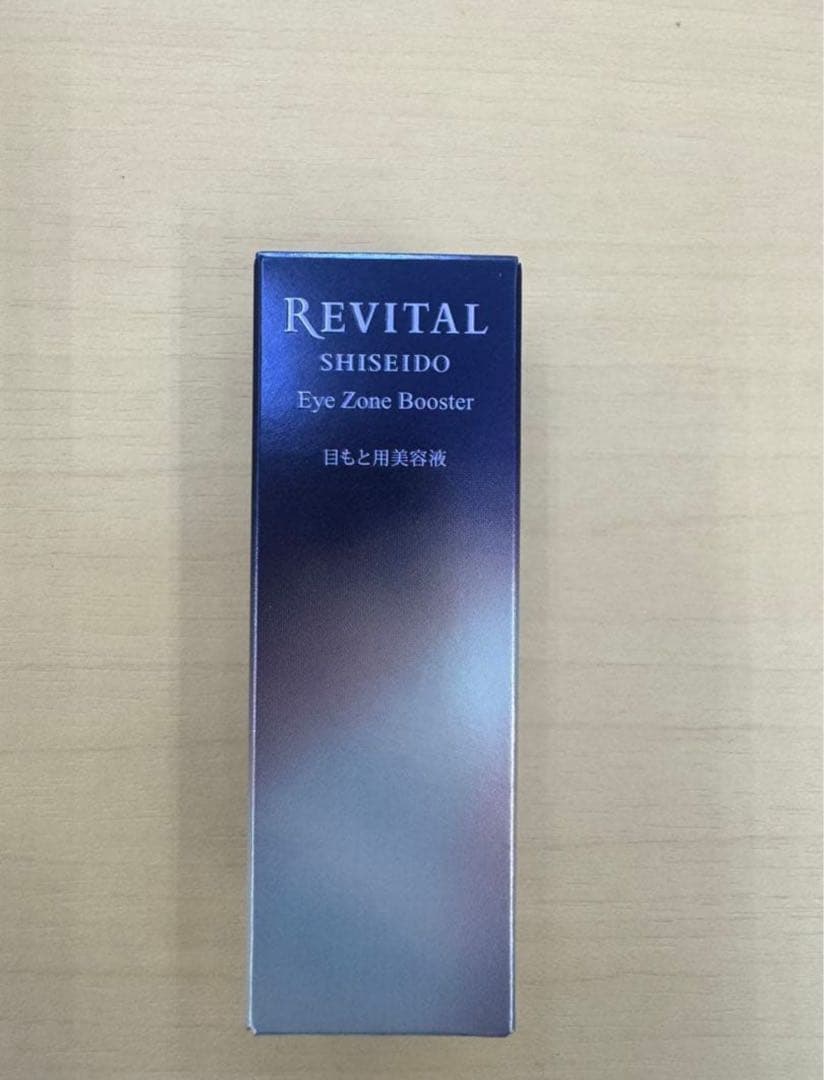 REVITAL
SHISEIDO
Eye Zone Booster
目もと用美容液